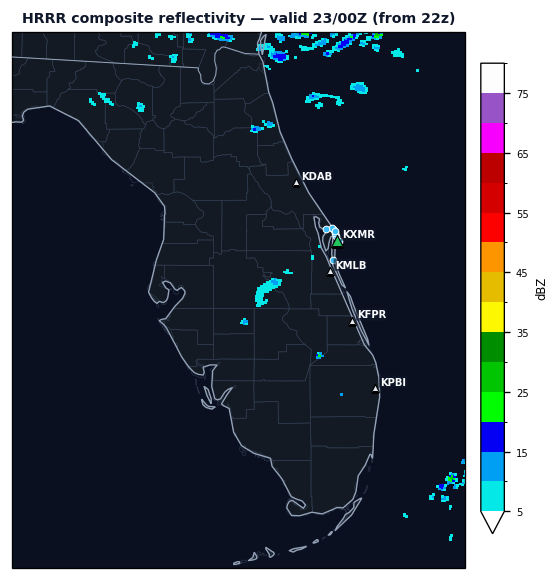 HRRR composite reflectivity — valid 23/00Z (from 22z)
KDAB
KXMR
KMLB
KFPR
KPBI
75
65
55
45
35
25
15
5
dBZ